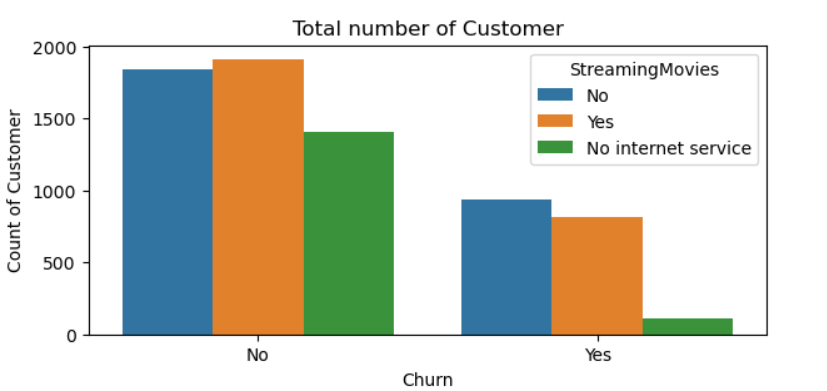 Total number of Customer
2000
1500
1000
500
0
Count of Customer
StreamingMovies
No
Yes
No internet service
No Yes
Churn